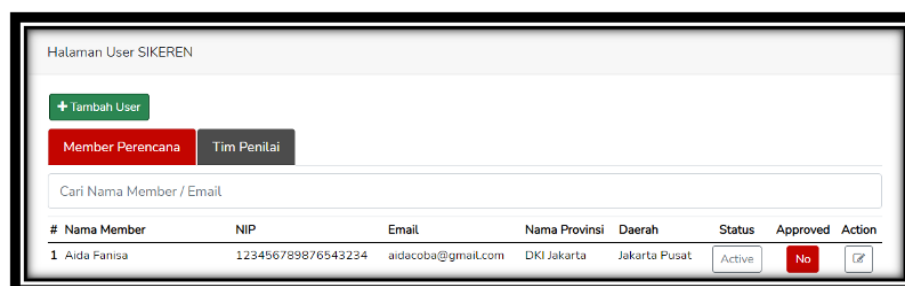 Halaman User SIKEREN
+ Tambah User
Member Perencana Tim Penilai
Cari Nama Member / Email
# Nama Member NIP Email Nama Provinsi Daerah Status Approved Action
1 Aida Fanisa 123456789876543234 aidacoba@gmail.com DKI Jakarta Jakarta Pusat Active No